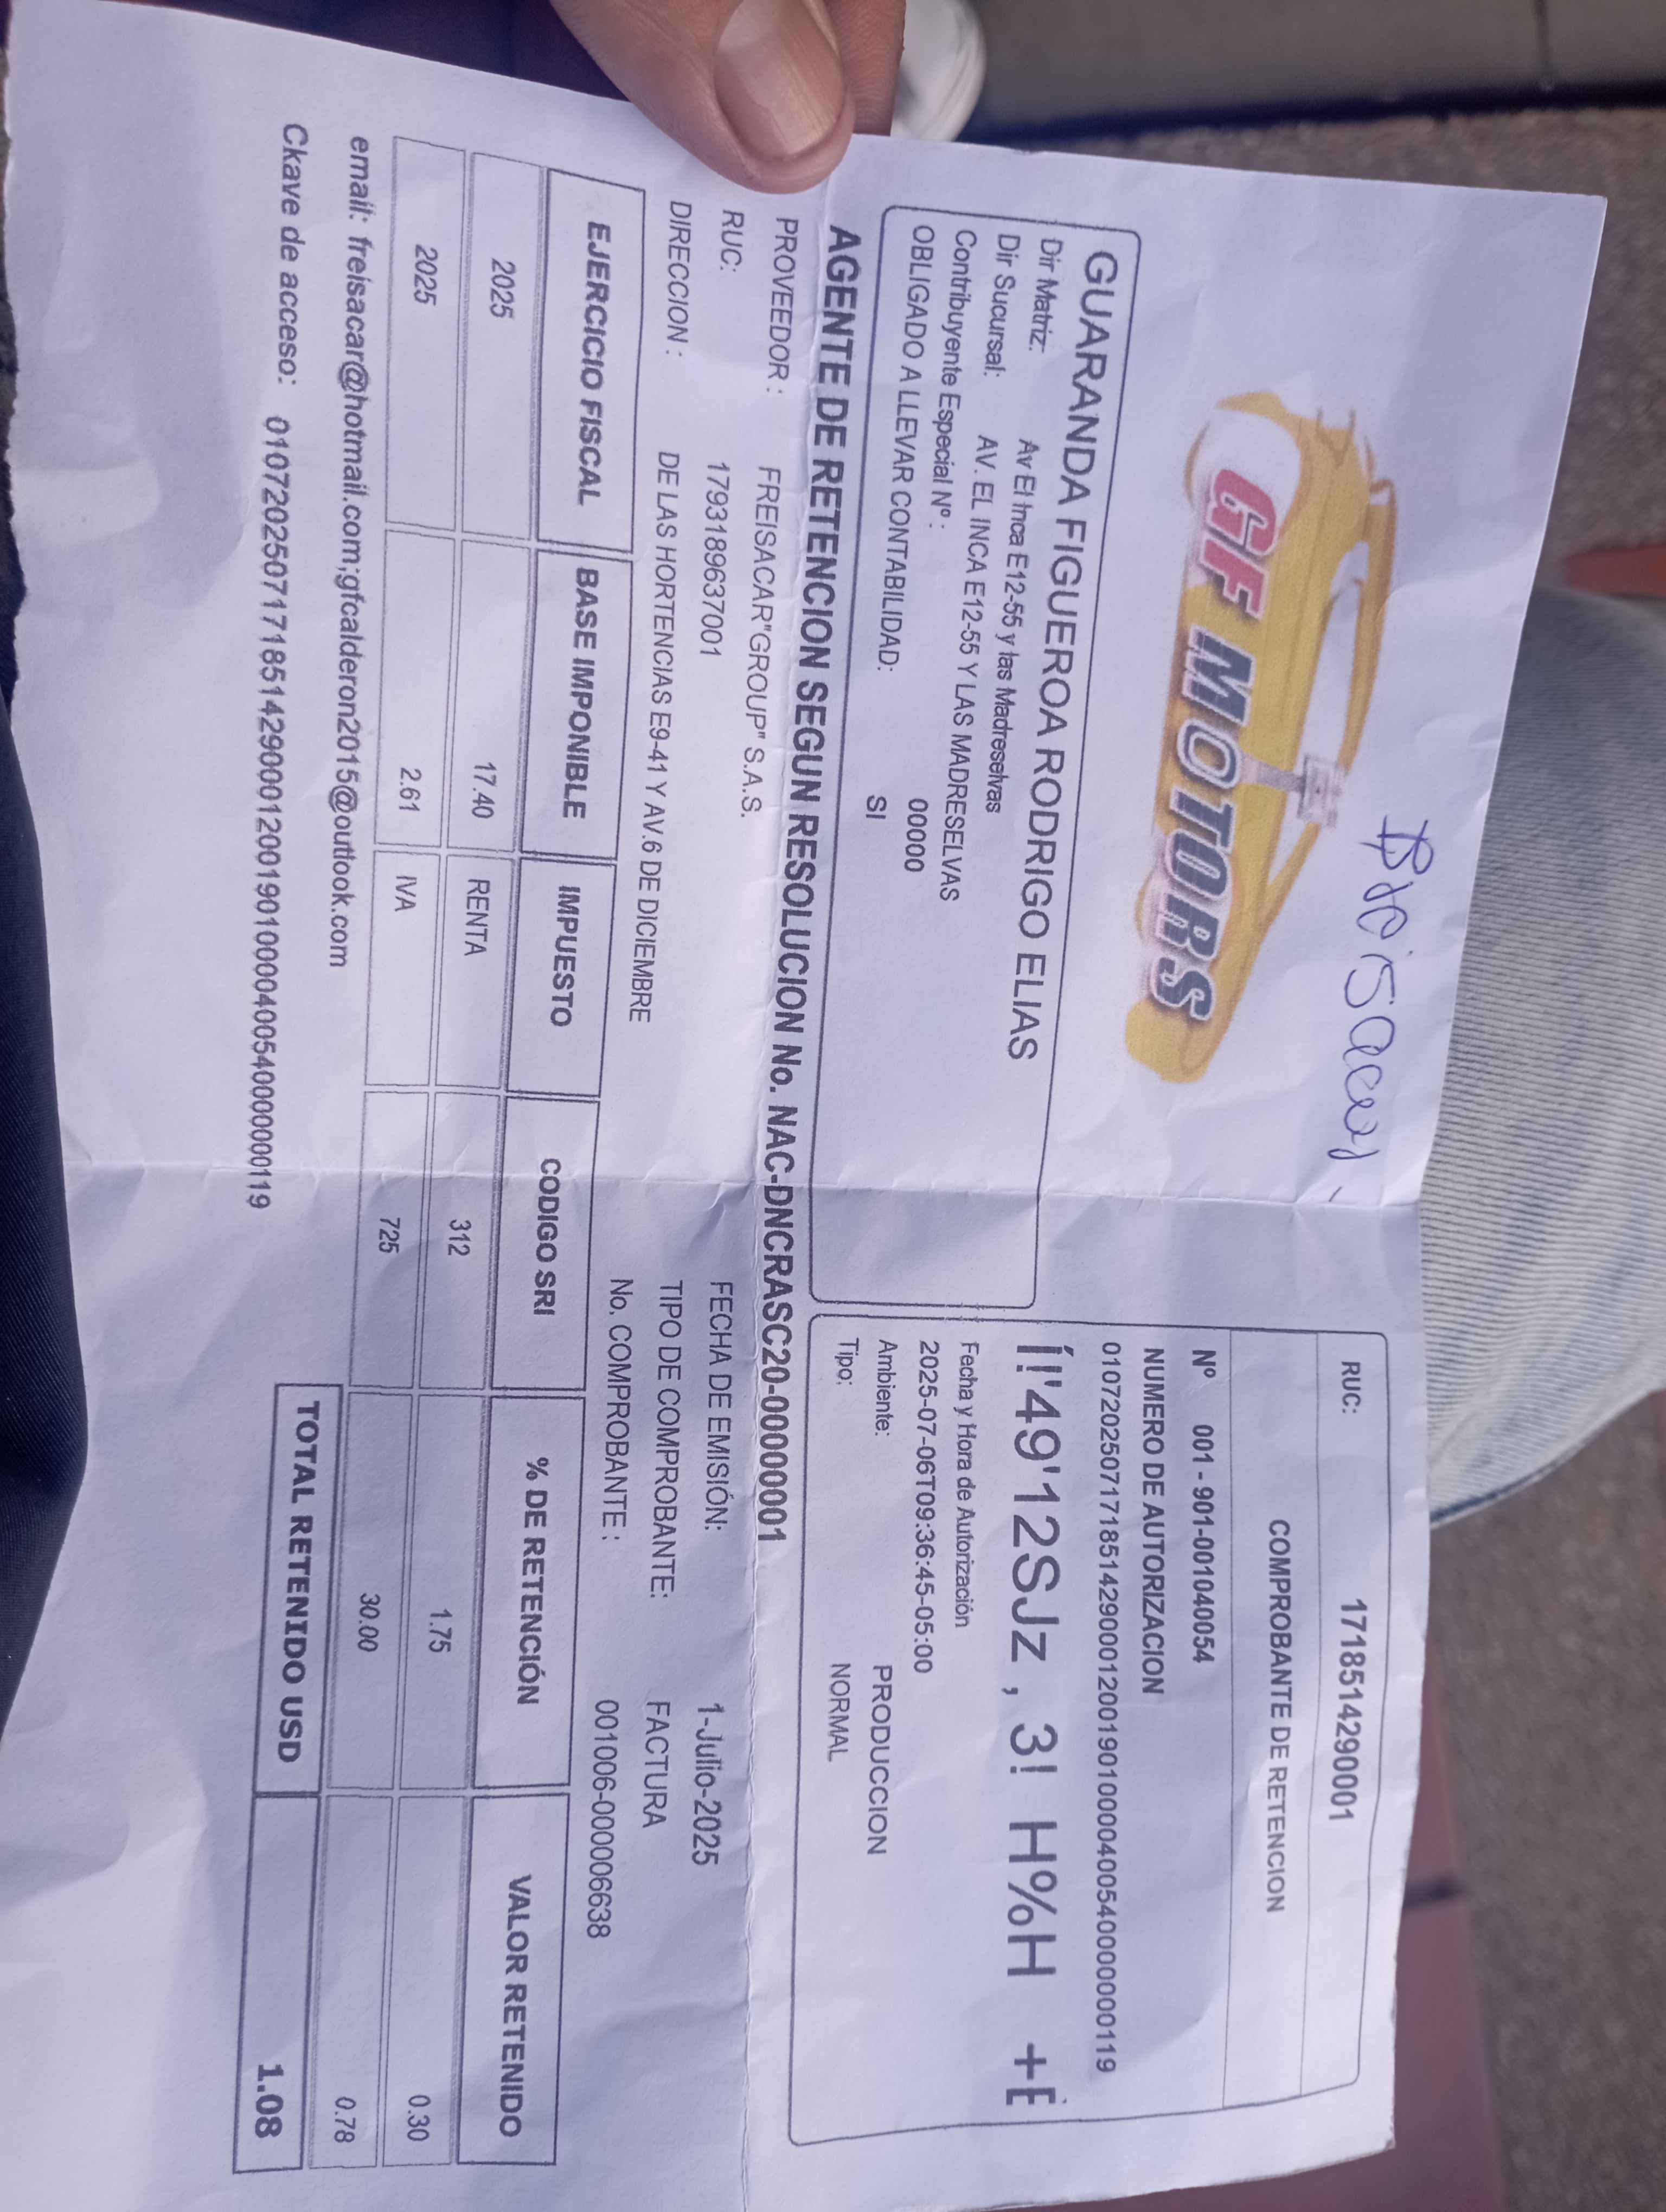 GF MOTORS
GUARANDA FIGUEROA RODRIGO ELIAS
Dir Matriz: Av El Inca E12-55 y las Madreselvas
Dir Sucursal: AV. EL INCA E12-55 Y LAS MADRESELVAS
Contribuyente Especial Nº : 00000
OBLIGADO A LLEVAR CONTABILIDAD: SI
RUC: 1718514290001
COMPROBANTE DE RETENCION
Nº 001 - 901-001040054
NUMERO DE AUTORIZACION
0107202507171851429000120019010000400540000000119
Í!'49'12SJz , 3! H%H +E
Fecha y Hora de Autorización
2025-07-06T09:36:45-05:00
Ambiente: PRODUCCION
Tipo: NORMAL
AGENTE DE RETENCION SEGUN RESOLUCION No. NAC-DNCRASC20-00000001
PROVEEDOR : FREISACAR"GROUP" S.A.S.
RUC: 1793189637001
DIRECCION : DE LAS HORTENCIAS E9-41 Y AV.6 DE DICIEMBRE
FECHA DE EMISIÓN: 1-Julio-2025
TIPO DE COMPROBANTE: FACTURA
No. COMPROBANTE : 001006-000006638
EJERCICIO FISCAL BASE IMPONIBLE IMPUESTO CODIGO SRI % DE RETENCIÓN VALOR RETENIDO
2025 17.40 RENTA 312 1.75 0.30
2025 2.61 IVA 725 30.00 0.78
TOTAL RETENIDO USD 1.08
email: freisacar@hotmail.com;gfcalderon2015@outlook.com
Ckave de acceso: 0107202507171851429000120019010000400540000000119